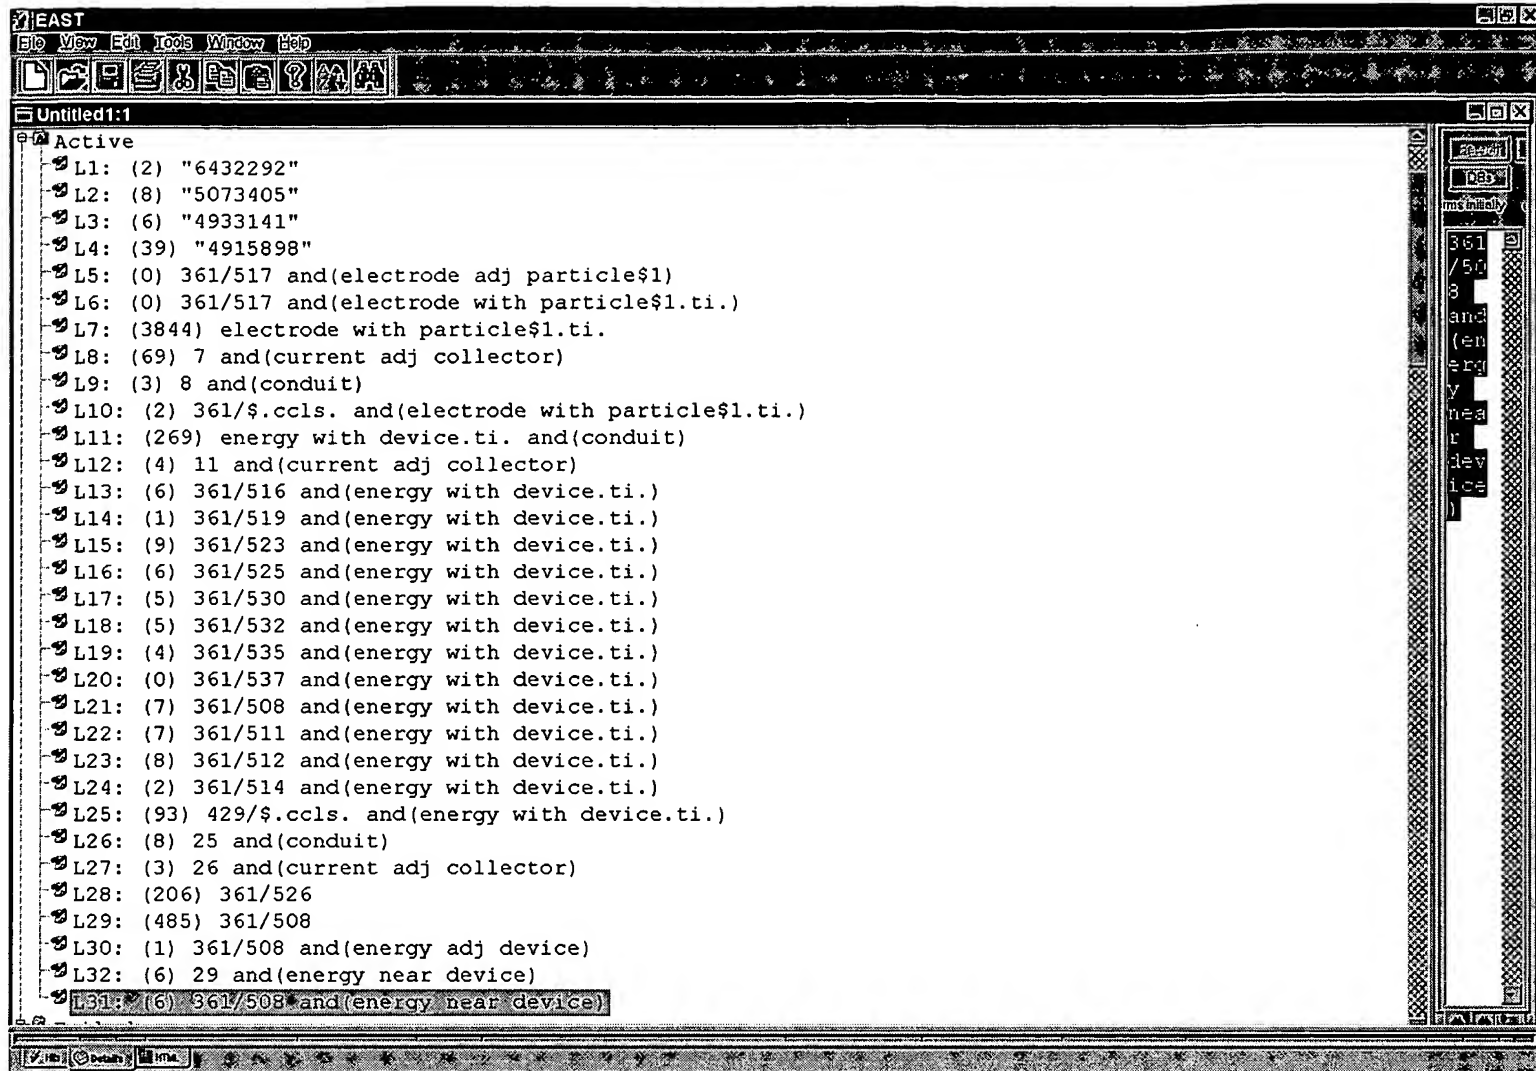 EAST
File View Edit Tools Window Help
Untitled1:1
Active
L1: (2) "6432292"
L2: (8) "5073405"
L3: (6) "4933141"
L4: (39) "4915898"
L5: (0) 361/517 and(electrode adj particle$1)
L6: (0) 361/517 and(electrode with particle$1.ti.)
L7: (3844) electrode with particle$1.ti.
L8: (69) 7 and(current adj collector)
L9: (3) 8 and(conduit)
L10: (2) 361/$.ccls. and(electrode with particle$1.ti.)
L11: (269) energy with device.ti. and(conduit)
L12: (4) 11 and(current adj collector)
L13: (6) 361/516 and(energy with device.ti.)
L14: (1) 361/519 and(energy with device.ti.)
L15: (9) 361/523 and(energy with device.ti.)
L16: (6) 361/525 and(energy with device.ti.)
L17: (5) 361/530 and(energy with device.ti.)
L18: (5) 361/532 and(energy with device.ti.)
L19: (4) 361/535 and(energy with device.ti.)
L20: (0) 361/537 and(energy with device.ti.)
L21: (7) 361/508 and(energy with device.ti.)
L22: (7) 361/511 and(energy with device.ti.)
L23: (8) 361/512 and(energy with device.ti.)
L24: (2) 361/514 and(energy with device.ti.)
L25: (93) 429/$.ccls. and(energy with device.ti.)
L26: (8) 25 and(conduit)
L27: (3) 26 and(current adj collector)
L28: (206) 361/526
L29: (485) 361/508
L30: (1) 361/508 and(energy adj device)
L32: (6) 29 and(energy near device)
L31: (6) 361/508 and(energy near device)
DBs
rms initially
361
/50
8
and
(en
erg
y
nea
r
dev
ice
)
Details
HTML